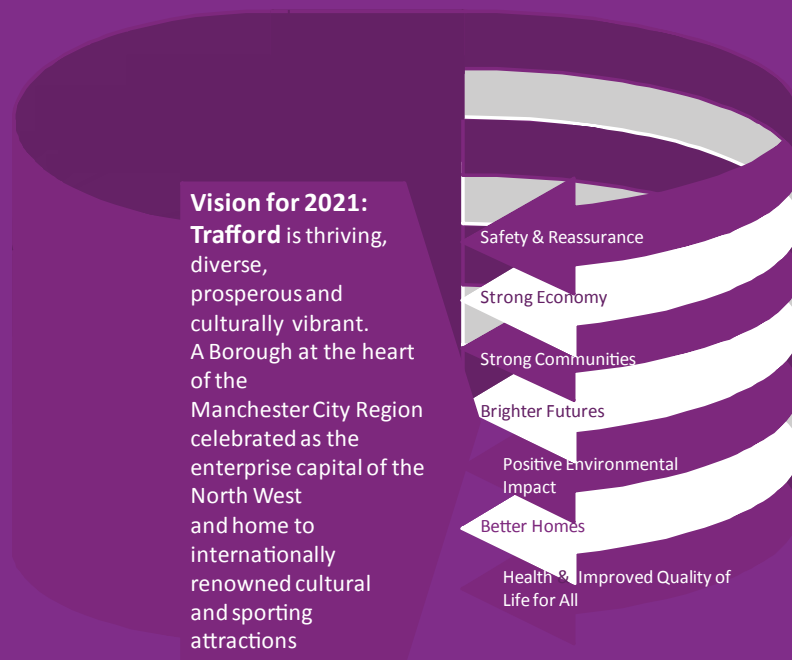 Vision for 2021:
Trafford is thriving,
diverse,
prosperous and
culturally vibrant.
A Borough at the heart
of the
Manchester City Region
celebrated as the
enterprise capital of the
North West
and home to
internationally
renowned cultural
and sporting
attractions
Safety & Reassurance
Strong Economy
Strong Communities
Brighter Futures
Positive Environmental
Impact
Better Homes
Health & Improved Quality of
Life for All